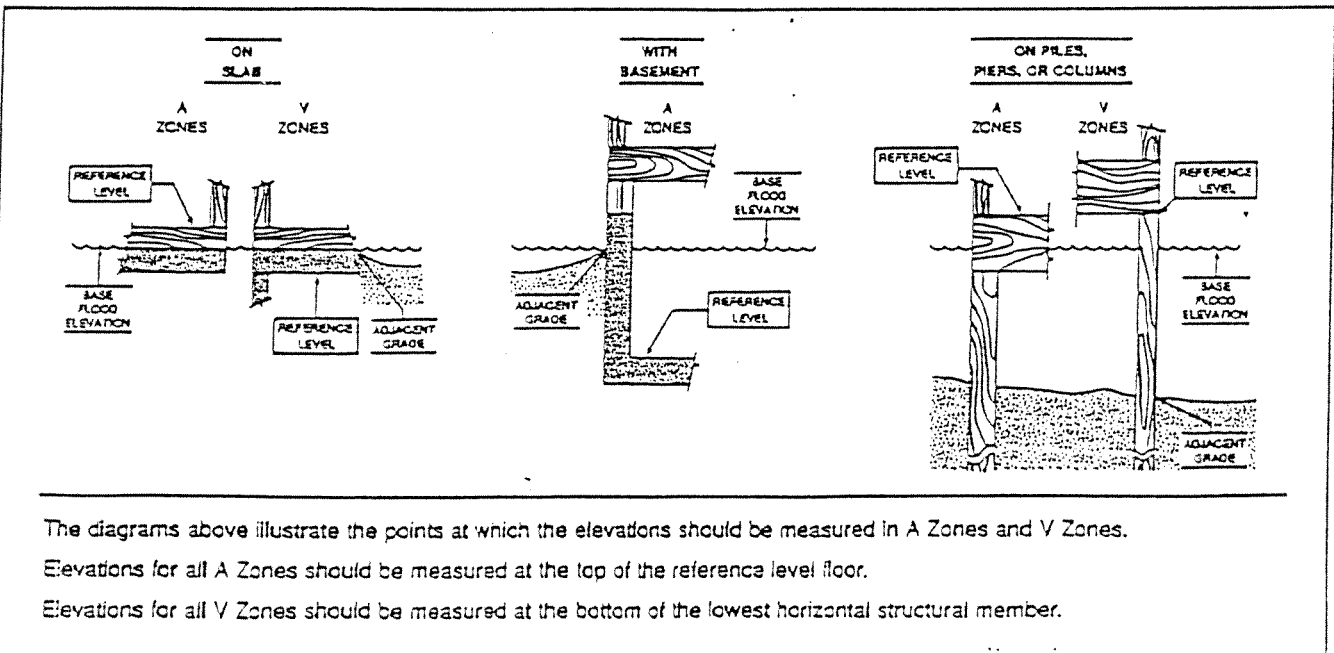 ON
SLAB
A
ZONES
V
ZONES
REFERENCE
LEVEL
BASE
FLOOD
ELEVATION
REFERENCE
LEVEL
ADJACENT
GRADE
WITH
BASEMENT
A
ZONES
BASE
FLOOD
ELEVATION
ADJACENT
GRADE
REFERENCE
LEVEL
ON PILES,
PIERS, OR COLUMNS
A
ZONES
V
ZONES
REFERENCE
LEVEL
REFERENCE
LEVEL
BASE
FLOOD
ELEVATION
ADJACENT
GRADE
The diagrams above illustrate the points at which the elevations should be measured in A Zones and V Zones.
Elevations for all A Zones should be measured at the top of the reference level floor.
Elevations for all V Zones should be measured at the bottom of the lowest horizontal structural member.